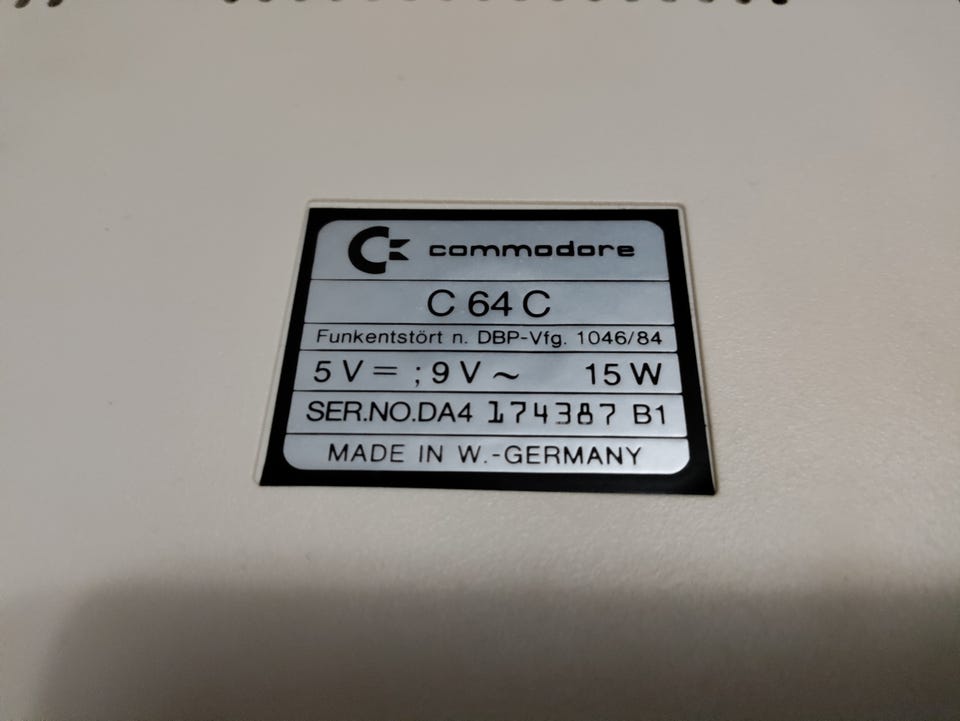 commodore
C 64 C
Funkentstört n. DBP-Vfg. 1046/84
5 V = ; 9 V ~ 15 W
SER.NO.DA4 174387 B1
MADE IN W.-GERMANY